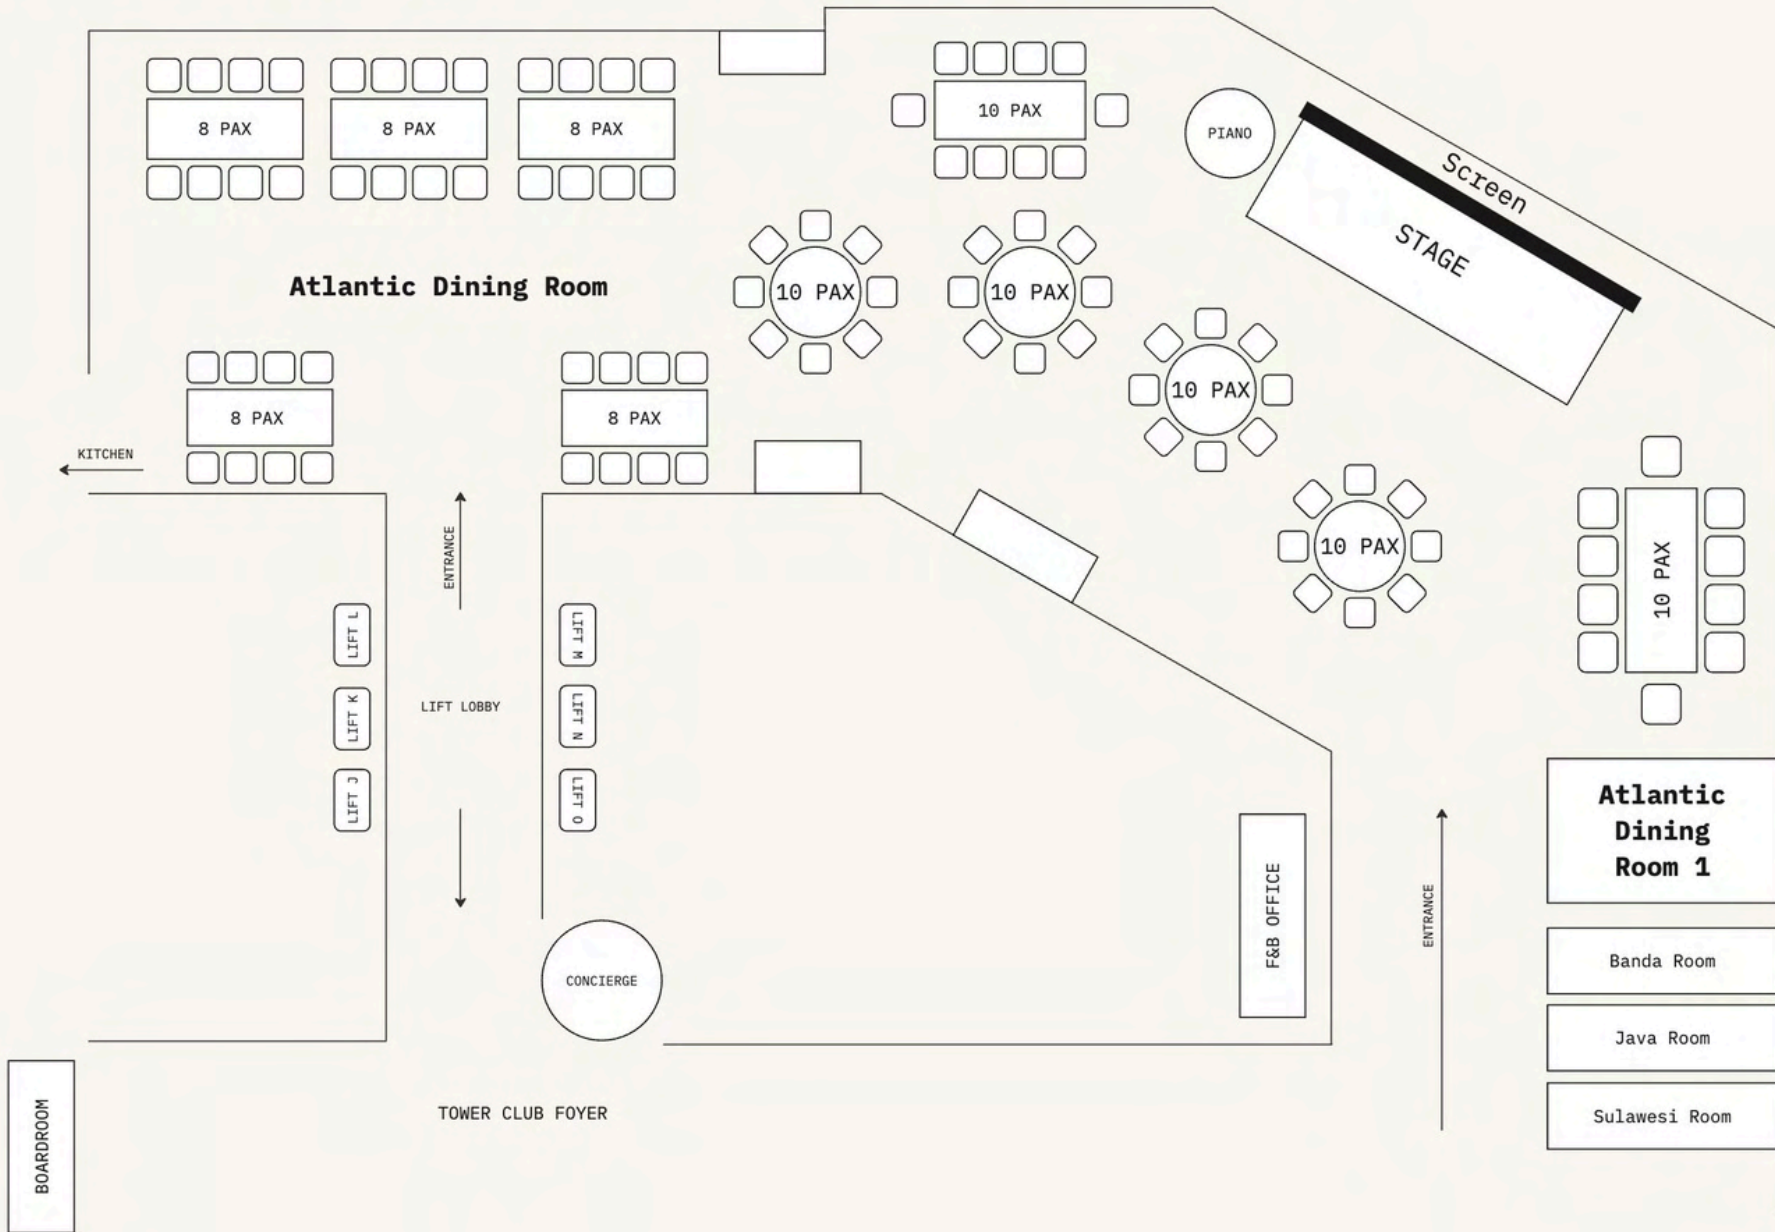 8 PAX
8 PAX
8 PAX
10 PAX
PIANO
Screen
STAGE
Atlantic Dining Room
10 PAX
10 PAX
10 PAX
8 PAX
8 PAX
KITCHEN
ENTRANCE
10 PAX
10 PAX
LIFT L
LIFT M
LIFT K
LIFT LOBBY
LIFT N
LIFT J
LIFT O
Atlantic
Dining
Room 1
F&B OFFICE
ENTRANCE
CONCIERGE
Banda Room
Java Room
Sulawesi Room
TOWER CLUB FOYER
BOARDROOM